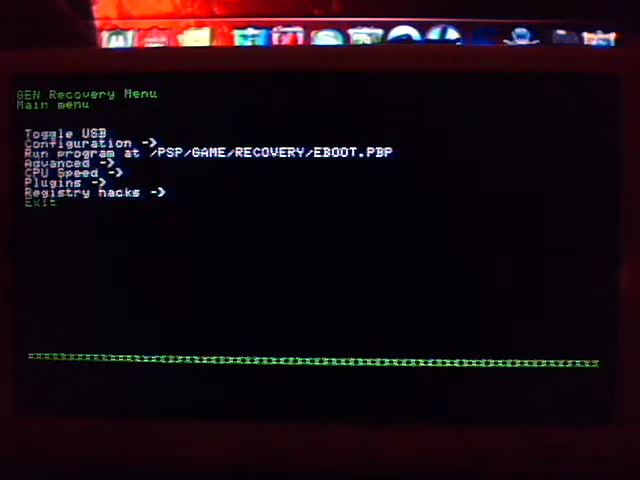 GEN Recovery Menu
Main menu
Toggle USB
Configuration ->
Run program at /PSP/GAME/RECOVERY/EBOOT.PBP
Advanced ->
CPU Speed ->
Plugins ->
Registry hacks ->
Exit